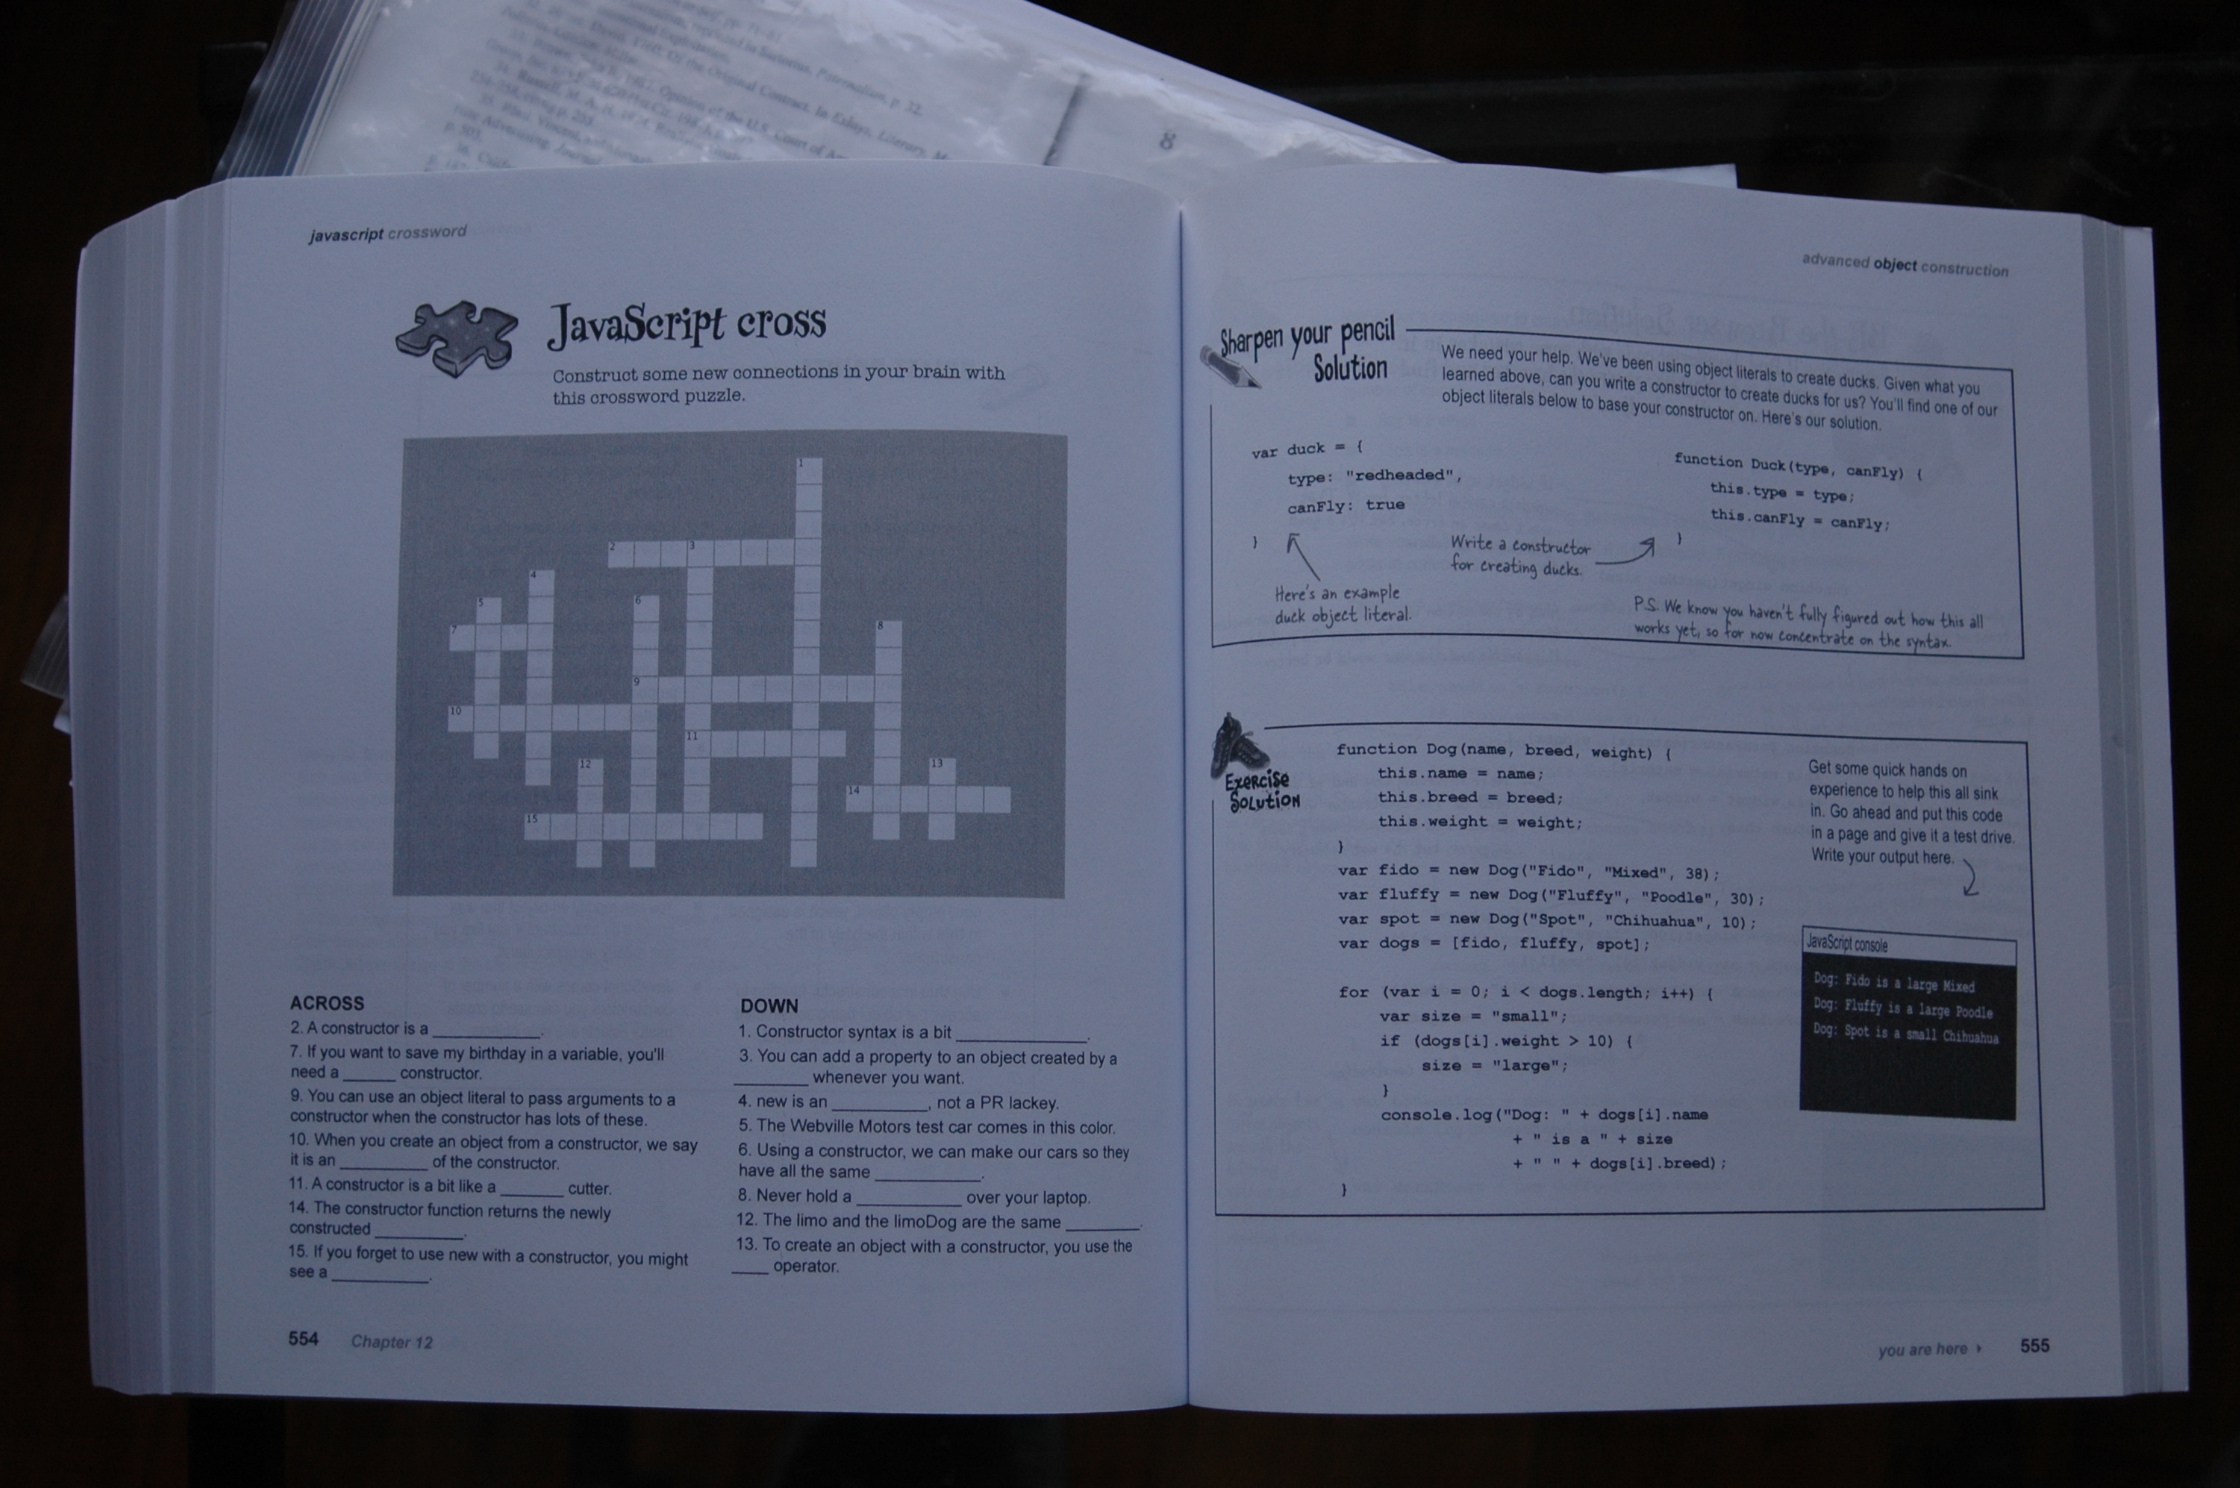 Paternalism, p. 32.
Of the Original Contract. In Essays, Literary,
Opinion of the U.S. Court of
8
javascript crossword
JavaScript cross
Construct some new connections in your brain with
this crossword puzzle.
1
2 3
4
5 6
7 8
9
10
11
12 13
14
15
ACROSS
2. A constructor is a ____________.
7. If you want to save my birthday in a variable, you'll
need a ______ constructor.
9. You can use an object literal to pass arguments to a
constructor when the constructor has lots of these.
10. When you create an object from a constructor, we say
it is an __________ of the constructor.
11. A constructor is a bit like a _______ cutter.
14. The constructor function returns the newly
constructed __________.
15. If you forget to use new with a constructor, you might
see a ___________.
DOWN
1. Constructor syntax is a bit _______________.
3. You can add a property to an object created by a
________ whenever you want.
4. new is an ___________, not a PR lackey.
5. The Webville Motors test car comes in this color.
6. Using a constructor, we can make our cars so they
have all the same ____________.
8. Never hold a ____________ over your laptop.
12. The limo and the limoDog are the same ________.
13. To create an object with a constructor, you use the
____ operator.
554 Chapter 12
advanced object construction
Sharpen your pencil
Solution
We need your help. We've been using object literals to create ducks. Given what you
learned above, can you write a constructor to create ducks for us? You'll find one of our
object literals below to base your constructor on. Here's our solution.
var duck = {
type: "redheaded",
canFly: true
}
Here's an example
duck object literal.
Write a constructor
for creating ducks.
function Duck(type, canFly) {
this.type = type;
this.canFly = canFly;
}
P.S. We know you haven't fully figured out how this all
works yet, so for now concentrate on the syntax.
Exercise
Solution
function Dog(name, breed, weight) {
this.name = name;
this.breed = breed;
this.weight = weight;
}
var fido = new Dog("Fido", "Mixed", 38);
var fluffy = new Dog("Fluffy", "Poodle", 30);
var spot = new Dog("Spot", "Chihuahua", 10);
var dogs = [fido, fluffy, spot];
for (var i = 0; i < dogs.length; i++) {
var size = "small";
if (dogs[i].weight > 10) {
size = "large";
}
console.log("Dog: " + dogs[i].name
+ " is a " + size
+ " " + dogs[i].breed);
}
Get some quick hands on
experience to help this all sink
in. Go ahead and put this code
in a page and give it a test drive.
Write your output here.
JavaScript console
Dog: Fido is a large Mixed
Dog: Fluffy is a large Poodle
Dog: Spot is a small Chihuahua
you are here ▸ 555